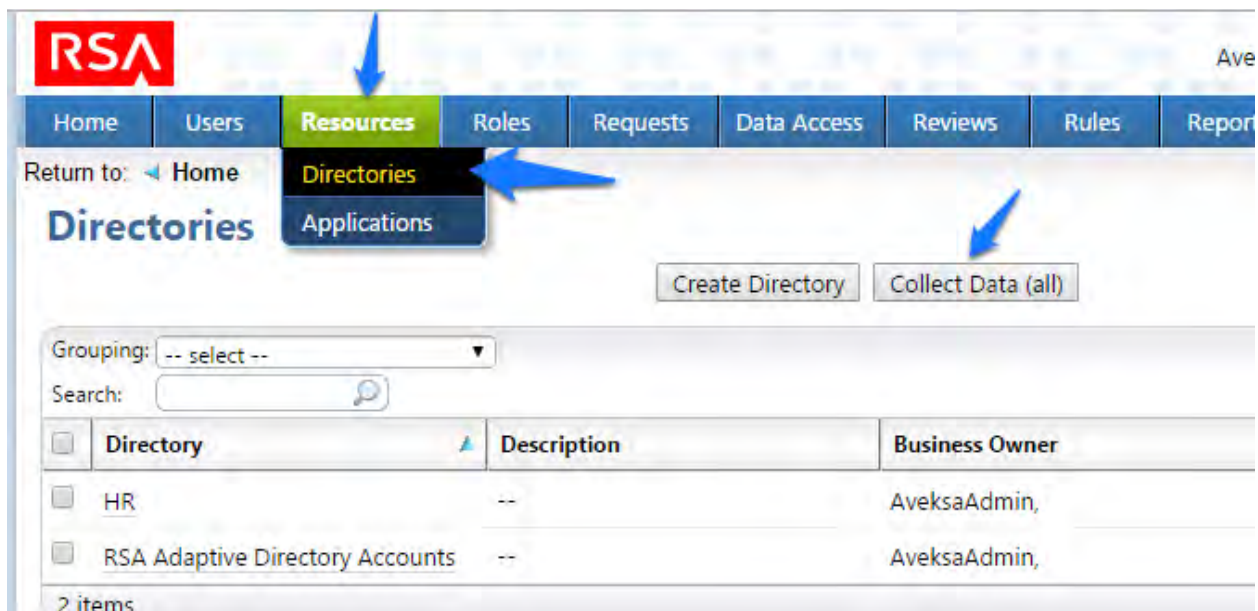 RSA
Ave
Home Users Resources Roles Requests Data Access Reviews Rules Report
Return to: Home Directories
Directories Applications
Create Directory Collect Data (all)
Grouping: -- select --
Search:
Directory Description Business Owner
HR -- AveksaAdmin,
RSA Adaptive Directory Accounts -- AveksaAdmin,
2 items